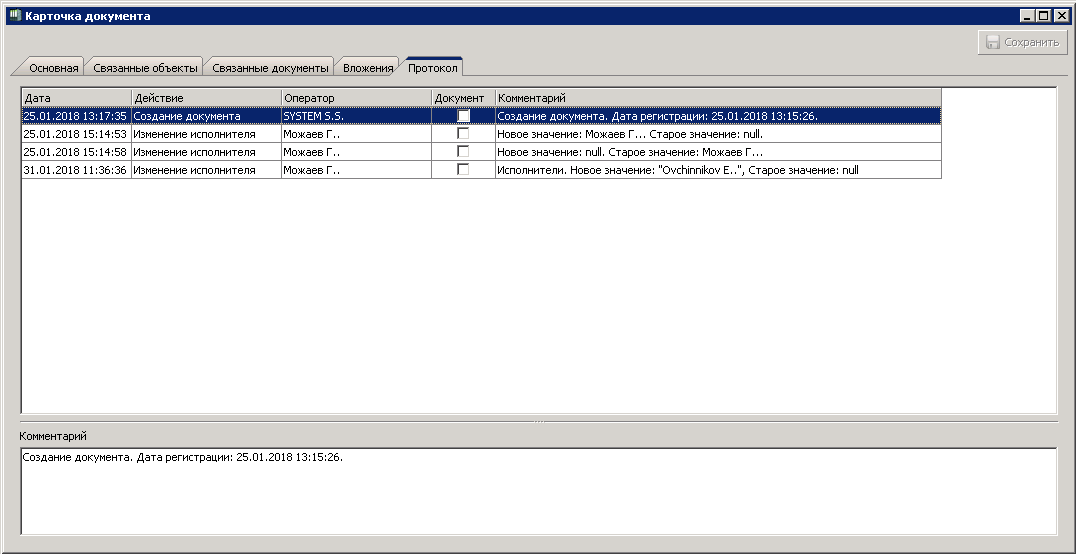 Карточка документа
Сохранить
Основная Связанные объекты Связанные документы Вложения Протокол
Дата Действие Оператор Документ Комментарий
25.01.2018 13:17:35 Создание документа SYSTEM S.S. Создание документа. Дата регистрации: 25.01.2018 13:15:26.
25.01.2018 15:14:53 Изменение исполнителя Можаев Г.. Новое значение: Можаев Г... Старое значение: null.
25.01.2018 15:14:58 Изменение исполнителя Можаев Г.. Новое значение: null. Старое значение: Можаев Г...
31.01.2018 11:36:36 Изменение исполнителя Можаев Г.. Исполнители. Новое значение: "Ovchinnikov E..", Старое значение: null
Комментарий
Создание документа. Дата регистрации: 25.01.2018 13:15:26.